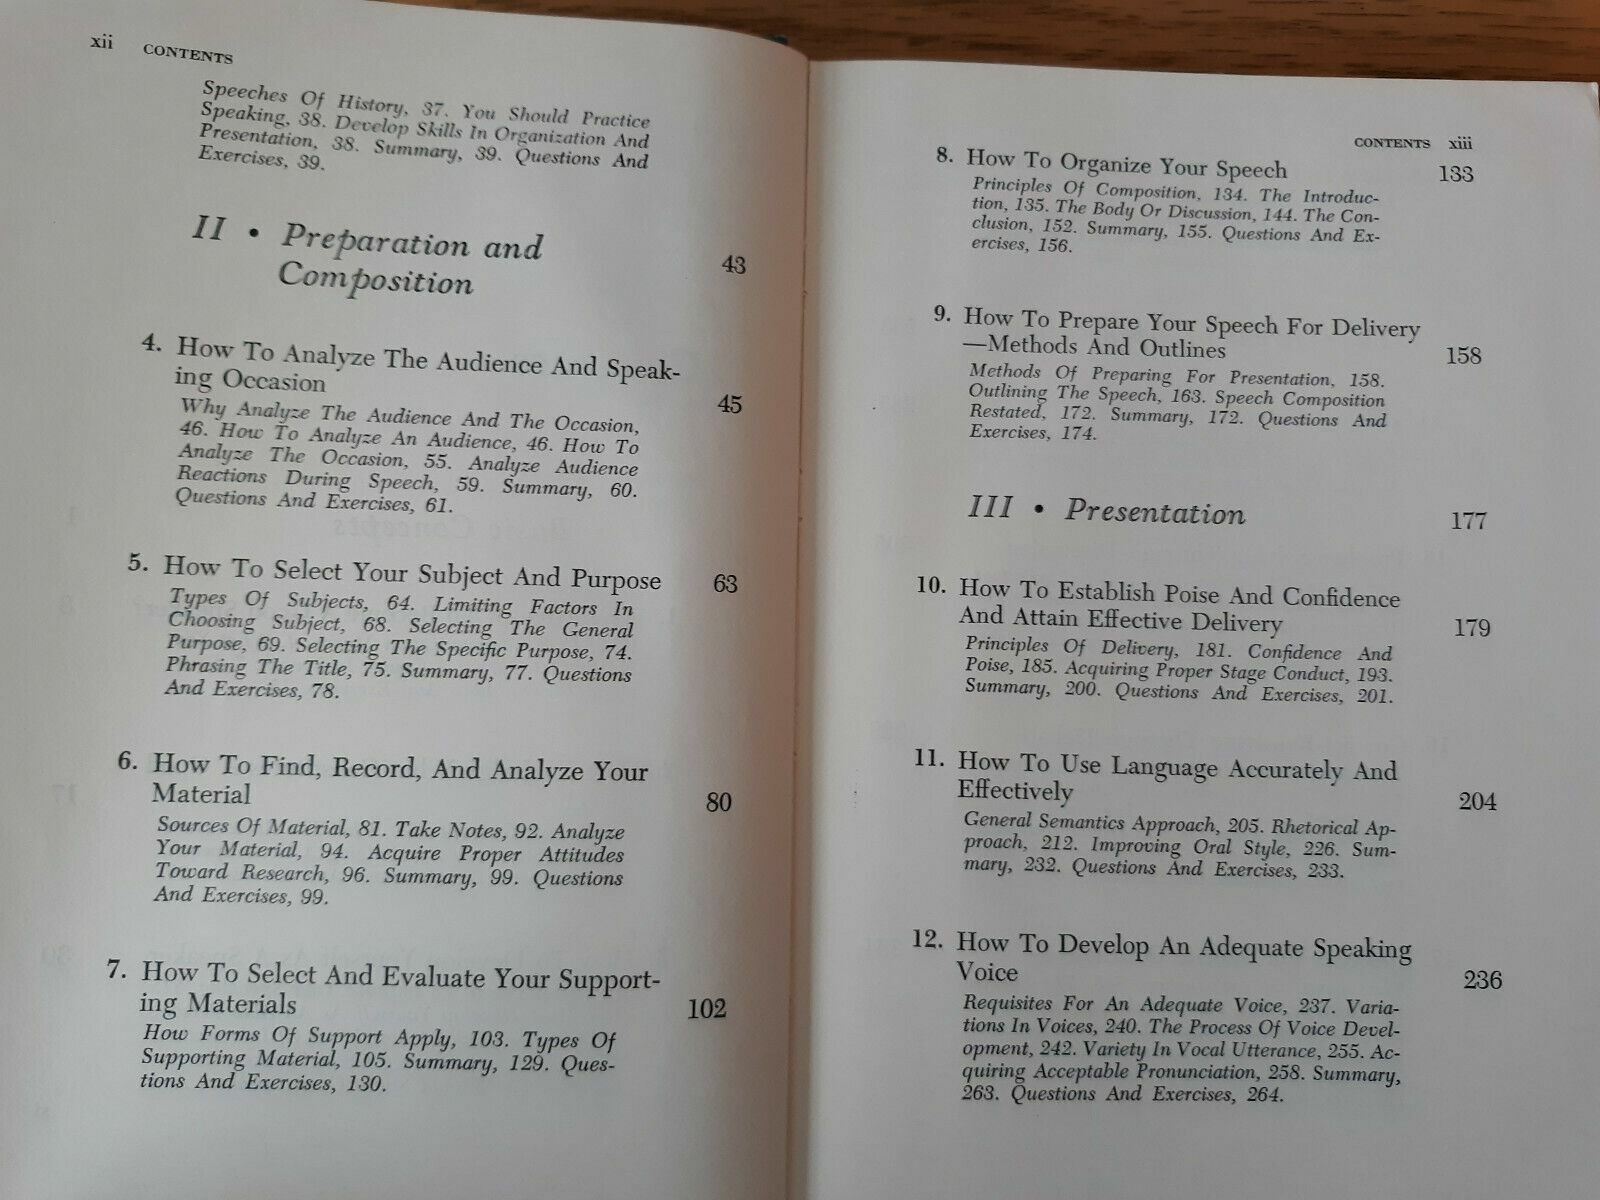 xii CONTENTS
Speeches Of History, 37. You Should Practice
Speaking, 38. Develop Skills In Organization And
Presentation, 38. Summary, 39. Questions And
Exercises, 39.
II • Preparation and
Composition 43
4. How To Analyze The Audience And Speak-
ing Occasion 45
Why Analyze The Audience And The Occasion,
46. How To Analyze An Audience, 46. How To
Analyze The Occasion, 55. Analyze Audience
Reactions During Speech, 59. Summary, 60.
Questions And Exercises, 61.
5. How To Select Your Subject And Purpose 63
Types Of Subjects, 64. Limiting Factors In
Choosing Subject, 68. Selecting The General
Purpose, 69. Selecting The Specific Purpose, 74.
Phrasing The Title, 75. Summary, 77. Questions
And Exercises, 78.
6. How To Find, Record, And Analyze Your
Material 80
Sources Of Material, 81. Take Notes, 92. Analyze
Your Material, 94. Acquire Proper Attitudes
Toward Research, 96. Summary, 99. Questions
And Exercises, 99.
7. How To Select And Evaluate Your Support-
ing Materials 102
How Forms Of Support Apply, 103. Types Of
Supporting Material, 105. Summary, 129. Ques-
tions And Exercises, 130.
CONTENTS xiii
8. How To Organize Your Speech 133
Principles Of Composition, 134. The Introduc-
tion, 135. The Body Or Discussion, 144. The Con-
clusion, 152. Summary, 155. Questions And Ex-
ercises, 156.
9. How To Prepare Your Speech For Delivery
—Methods And Outlines 158
Methods Of Preparing For Presentation, 158.
Outlining The Speech, 163. Speech Composition
Restated, 172. Summary, 172. Questions And
Exercises, 174.
III • Presentation 177
10. How To Establish Poise And Confidence
And Attain Effective Delivery 179
Principles Of Delivery, 181. Confidence And
Poise, 185. Acquiring Proper Stage Conduct, 193.
Summary, 200. Questions And Exercises, 201.
11. How To Use Language Accurately And
Effectively 204
General Semantics Approach, 205. Rhetorical Ap-
proach, 212. Improving Oral Style, 226. Sum-
mary, 232. Questions And Exercises, 233.
12. How To Develop An Adequate Speaking
Voice 236
Requisites For An Adequate Voice, 237. Varia-
tions In Voices, 240. The Process Of Voice Devel-
opment, 242. Variety In Vocal Utterance, 255. Ac-
quiring Acceptable Pronunciation, 258. Summary,
263. Questions And Exercises, 264.